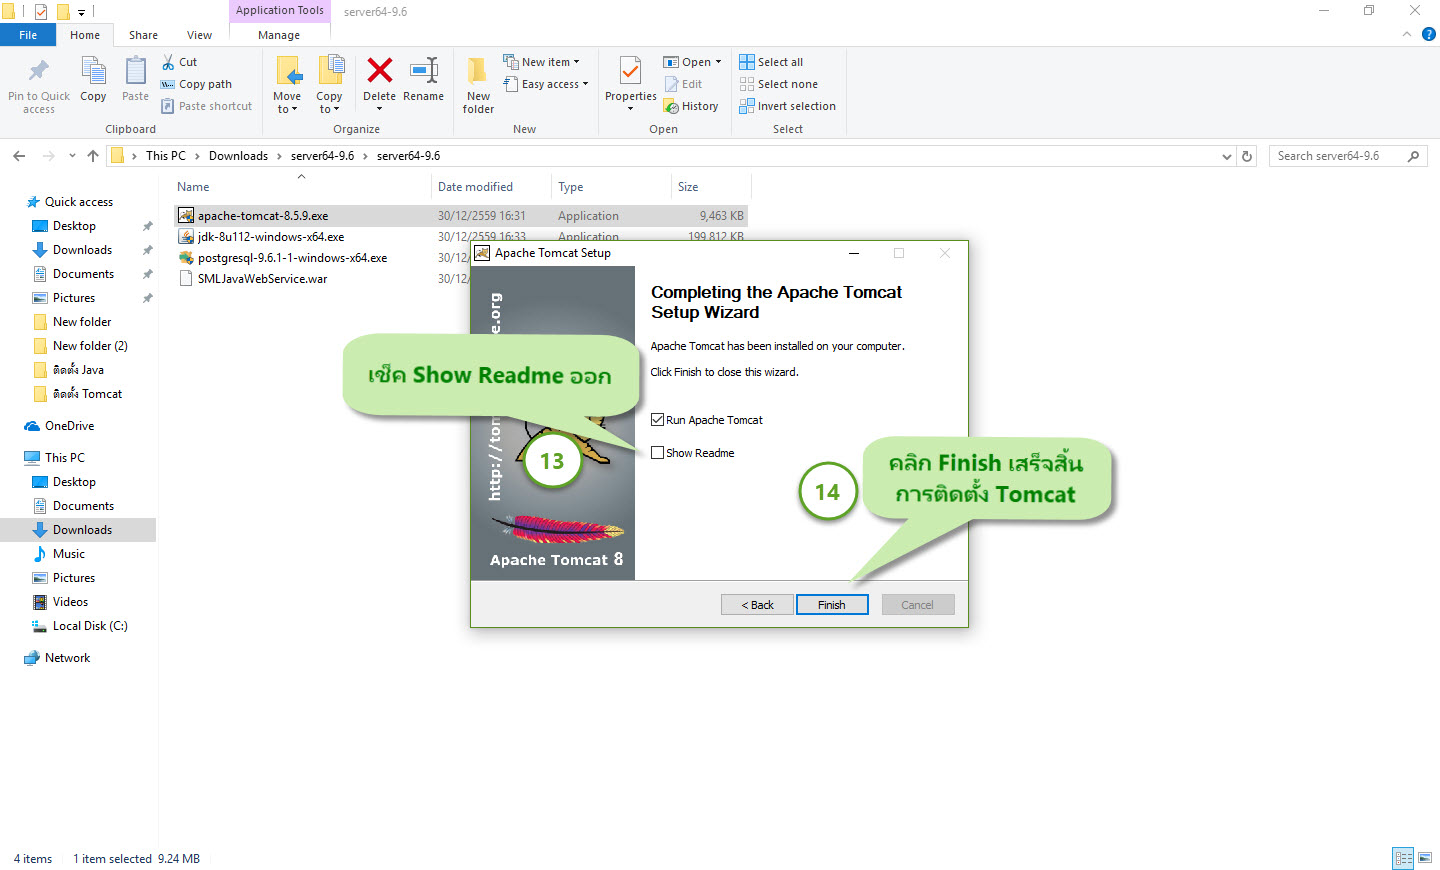 Application Tools
server64-9.6
File
Home
Share
View
Manage
Pin to Quick
access
Copy
Paste
Cut
Copy path
Paste shortcut
Clipboard
Move
to
Copy
to
Delete
Rename
Organize
New
folder
New item
Easy access
New
Properties
Open
Edit
History
Open
Select all
Select none
Invert selection
Select
This PC
Downloads
server64-9.6
server64-9.6
Search server64-9.6
Quick access
Desktop
Downloads
Documents
Pictures
New folder
New folder (2)
ติดตั้ง Java
ติดตั้ง Tomcat
OneDrive
This PC
Desktop
Documents
Downloads
Music
Pictures
Videos
Local Disk (C:)
Network
Name
Date modified
Type
Size
apache-tomcat-8.5.9.exe
30/12/2559 16:31
Application
9,463 KB
jdk-8u112-windows-x64.exe
30/12/2559 16:33
Application
199,812 KB
postgresql-9.6.1-1-windows-x64.exe
30/12/
SMLJavaWebService.war
30/12/
Apache Tomcat Setup
Completing the Apache Tomcat
Setup Wizard
Apache Tomcat has been installed on your computer.
Click Finish to close this wizard.
Run Apache Tomcat
Show Readme
http://tom
e.org
Apache Tomcat 8
เช็ค Show Readme ออก
13
14
คลิก Finish เสร็จสิ้น
การติดตั้ง Tomcat
< Back
Finish
Cancel
4 items
1 item selected 9.24 MB